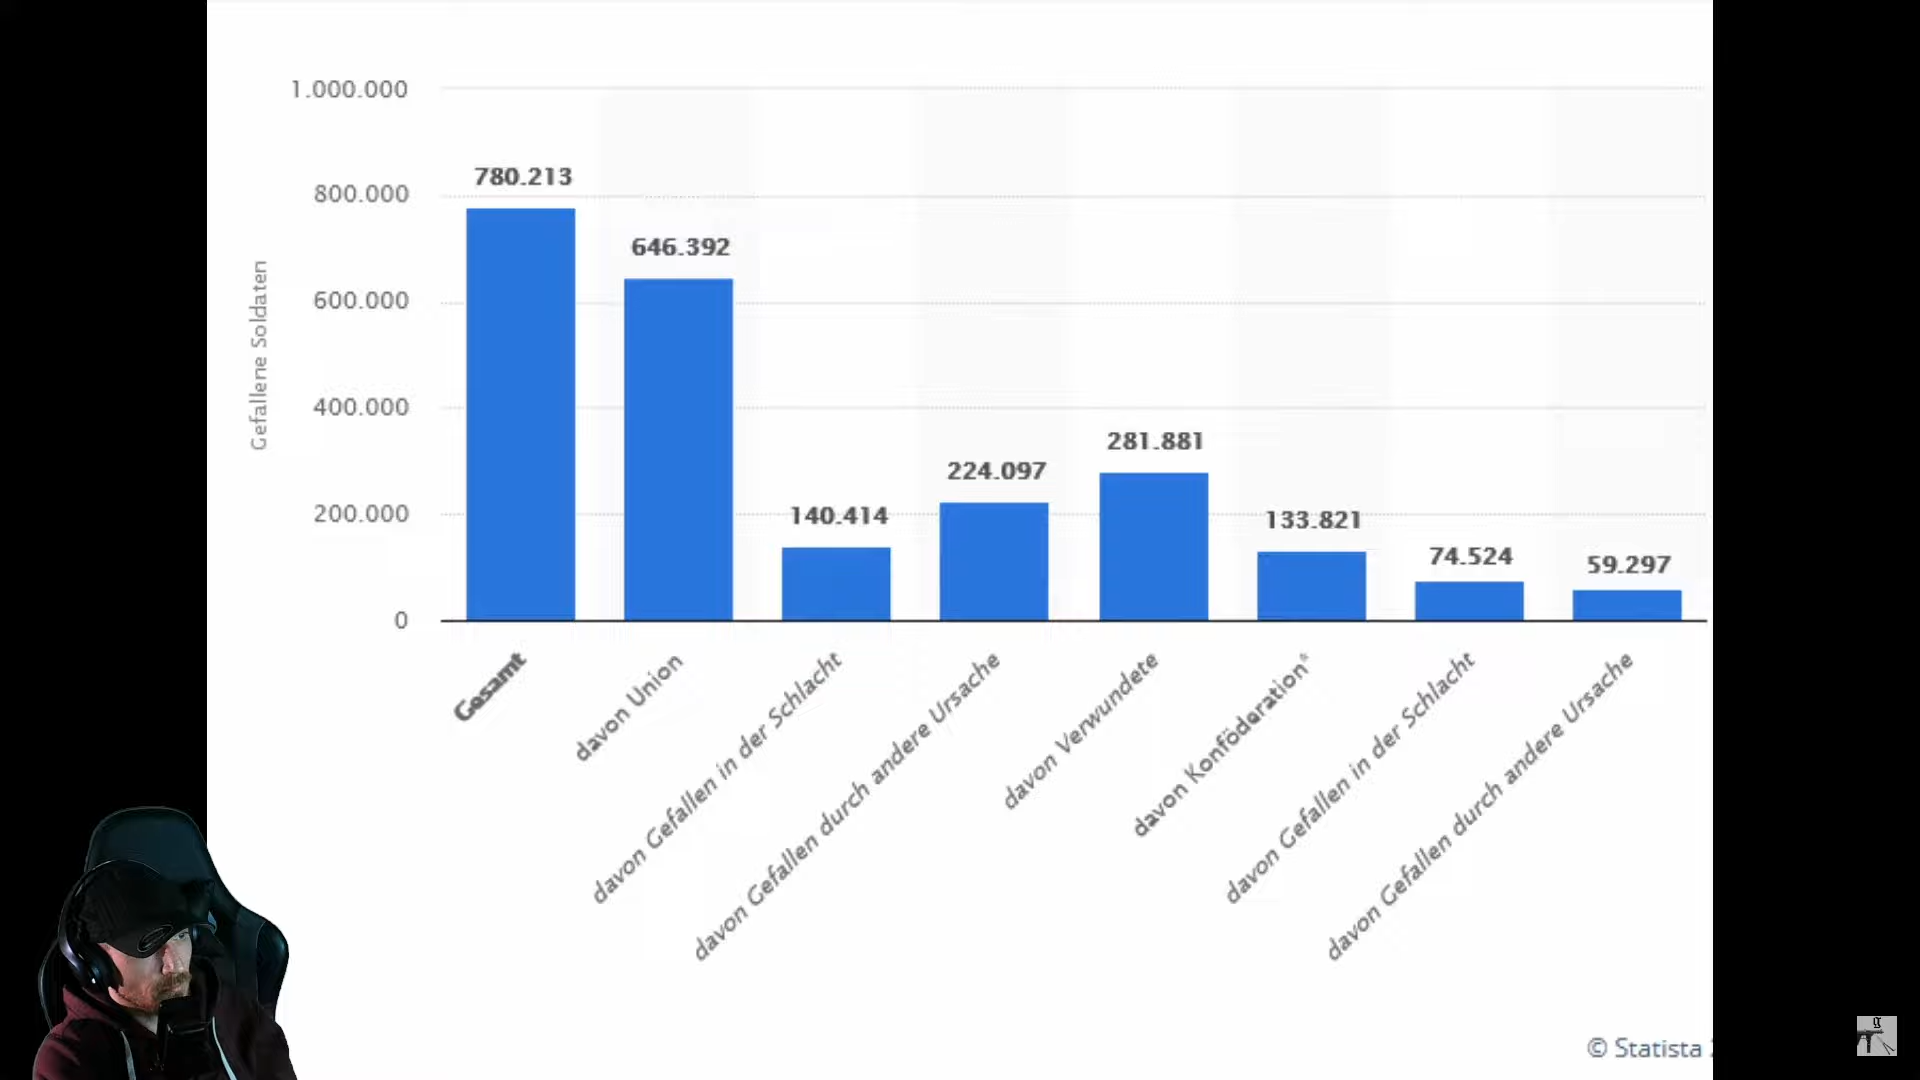 1.000.000
800.000
600.000
400.000
200.000
0
Gefallene Soldaten
780.213
646.392
140.414
224.097
281.881
133.821
74.524
59.297
Gesamt
davon Union
davon Gefallen in der Schlacht
davon Gefallen durch andere Ursache
davon Verwundete
davon Konföderation*
davon Gefallen in der Schlacht
davon Gefallen durch andere Ursache
© Statista